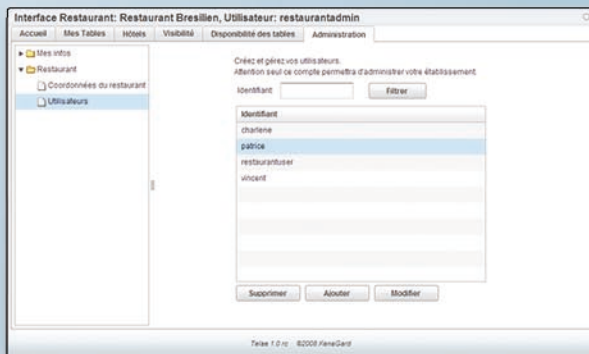 Interface Restaurant: Restaurant Bresilien, Utilisateur: restaurantadmin
Accueil Mes Tables Hôtels Visibilité Disponibilité des tables Administration
Mes infos
Restaurant
Coordonnées du restaurant
Utilisateurs
Créez et gérez vos utilisateurs.
Attention seul ce compte permettra d'administrer votre établissement.
Identifiant Filtrer
Identifiant
charlene
patrice
restaurantuser
vincent
Supprimer Ajouter Modifier
Telae 1.0 rc ©2008 XeneGard